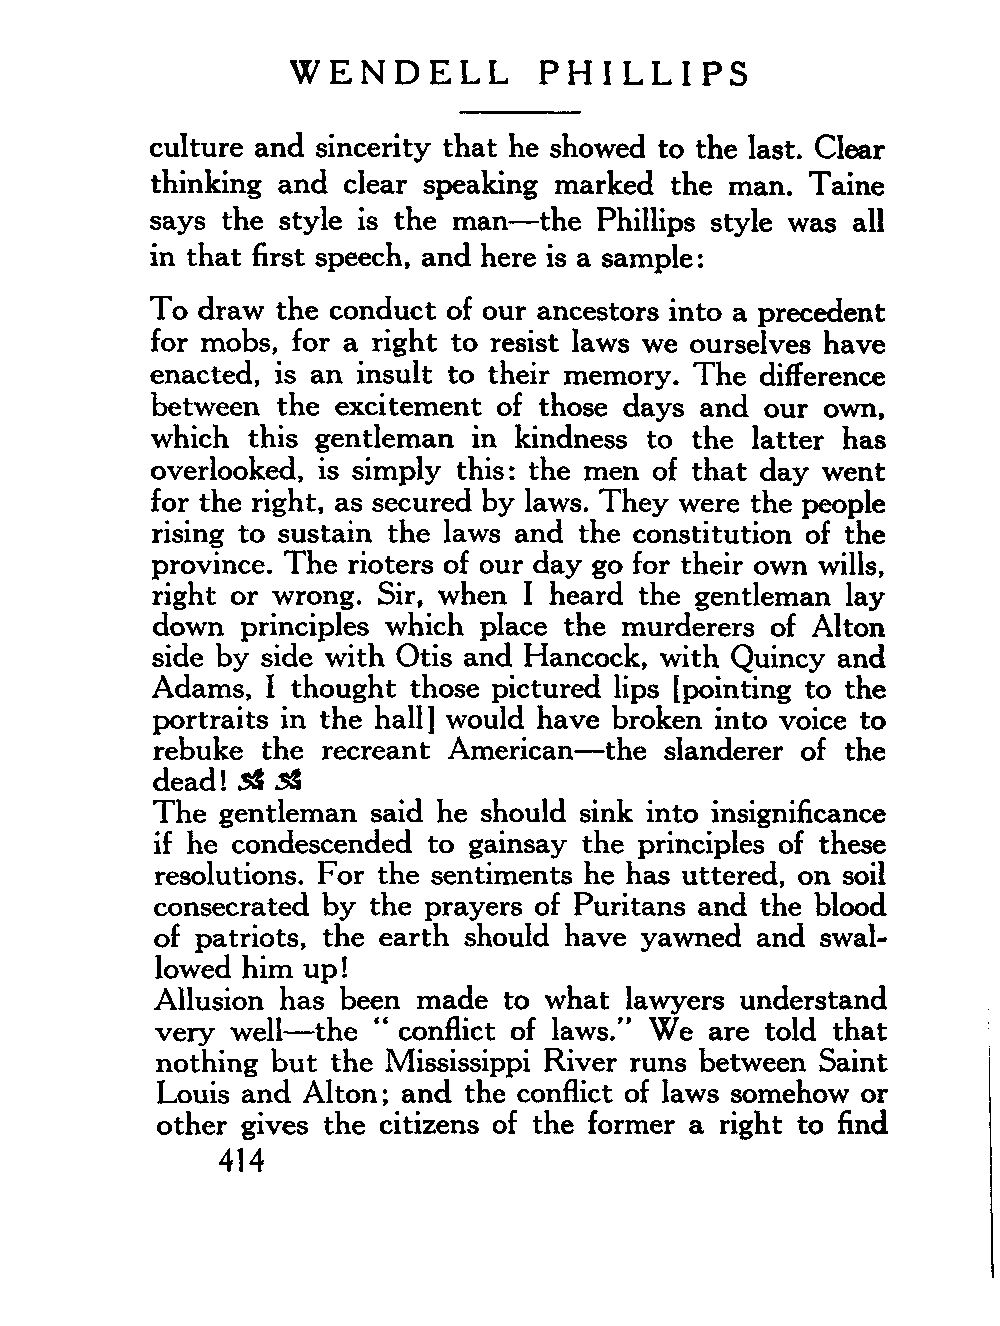 WENDELL PHILLIPS
culture and sincerity that he showed to the last. Clear
thinking and clear speaking marked the man. Taine
says the style is the man—the Phillips style was all
in that first speech, and here is a sample:
To draw the conduct of our ancestors into a precedent
for mobs, for a right to resist laws we ourselves have
enacted, is an insult to their memory. The difference
between the excitement of those days and our own,
which this gentleman in kindness to the latter has
overlooked, is simply this: the men of that day went
for the right, as secured by laws. They were the people
rising to sustain the laws and the constitution of the
province. The rioters of our day go for their own wills,
right or wrong. Sir, when I heard the gentleman lay
down principles which place the murderers of Alton
side by side with Otis and Hancock, with Quincy and
Adams, I thought those pictured lips [pointing to the
portraits in the hall] would have broken into voice to
rebuke the recreant American—the slanderer of the
dead!
The gentleman said he should sink into insignificance
if he condescended to gainsay the principles of these
resolutions. For the sentiments he has uttered, on soil
consecrated by the prayers of Puritans and the blood
of patriots, the earth should have yawned and swal-
lowed him up!
Allusion has been made to what lawyers understand
very well—the “ conflict of laws.” We are told that
nothing but the Mississippi River runs between Saint
Louis and Alton; and the conflict of laws somehow or
other gives the citizens of the former a right to find
414